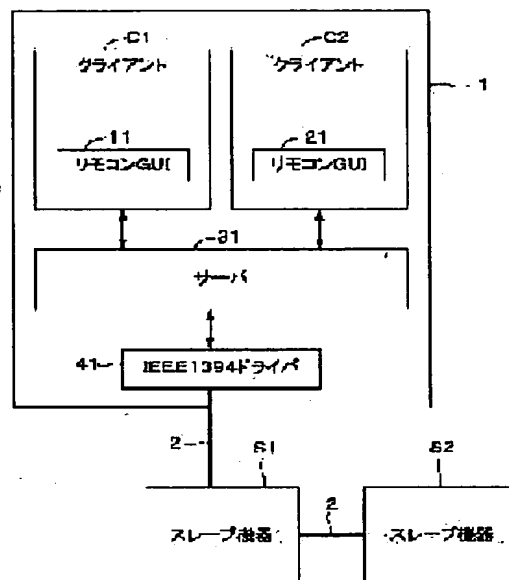 C1
C2
クライアント
クライアント
1
11
21
リモコンGUI
リモコンGUI
31
サーバ
41
IEEE1394ドライバ
2
S1
S2
2
スレーブ機器
スレーブ機器